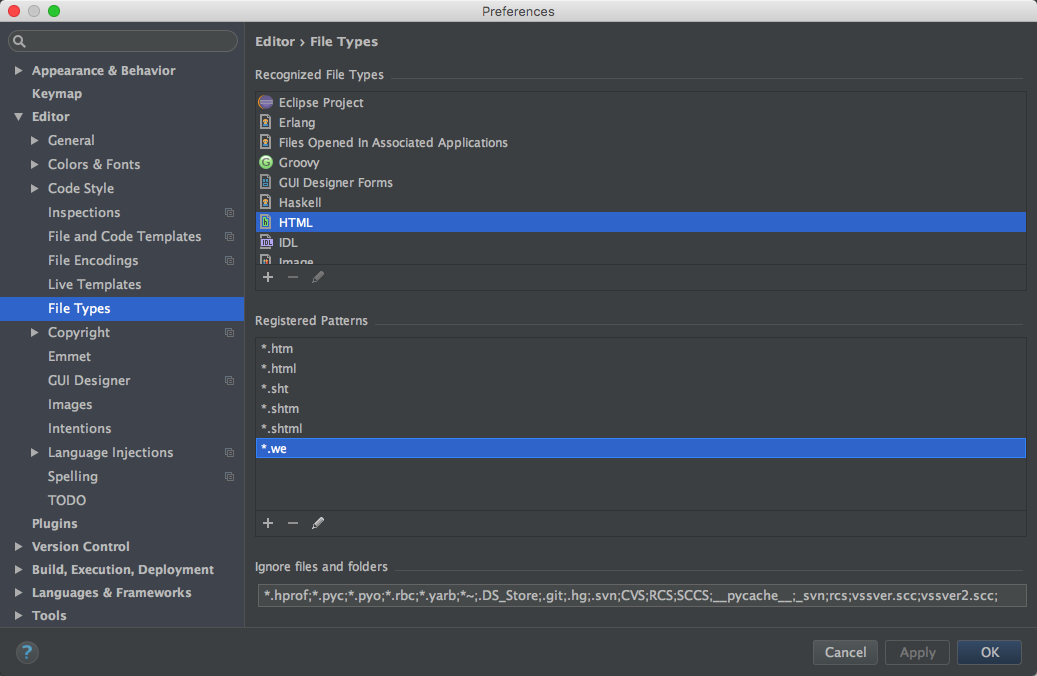 Preferences
Appearance & Behavior
Keymap
Editor
General
Colors & Fonts
Code Style
Inspections
File and Code Templates
File Encodings
Live Templates
File Types
Copyright
Emmet
GUI Designer
Images
Intentions
Language Injections
Spelling
TODO
Plugins
Version Control
Build, Execution, Deployment
Languages & Frameworks
Tools
?
Editor › File Types
Recognized File Types
Eclipse Project
Erlang
Files Opened In Associated Applications
Groovy
GUI Designer Forms
Haskell
HTML
IDL
Image
Registered Patterns
*.htm
*.html
*.sht
*.shtm
*.shtml
*.we
Ignore files and folders
*.hprof;*.pyc;*.pyo;*.rbc;*.yarb;*~;.DS_Store;.git;.hg;.svn;CVS;RCS;SCCS;__pycache__;_svn;rcs;vssver.scc;vssver2.scc;
Cancel
Apply
OK